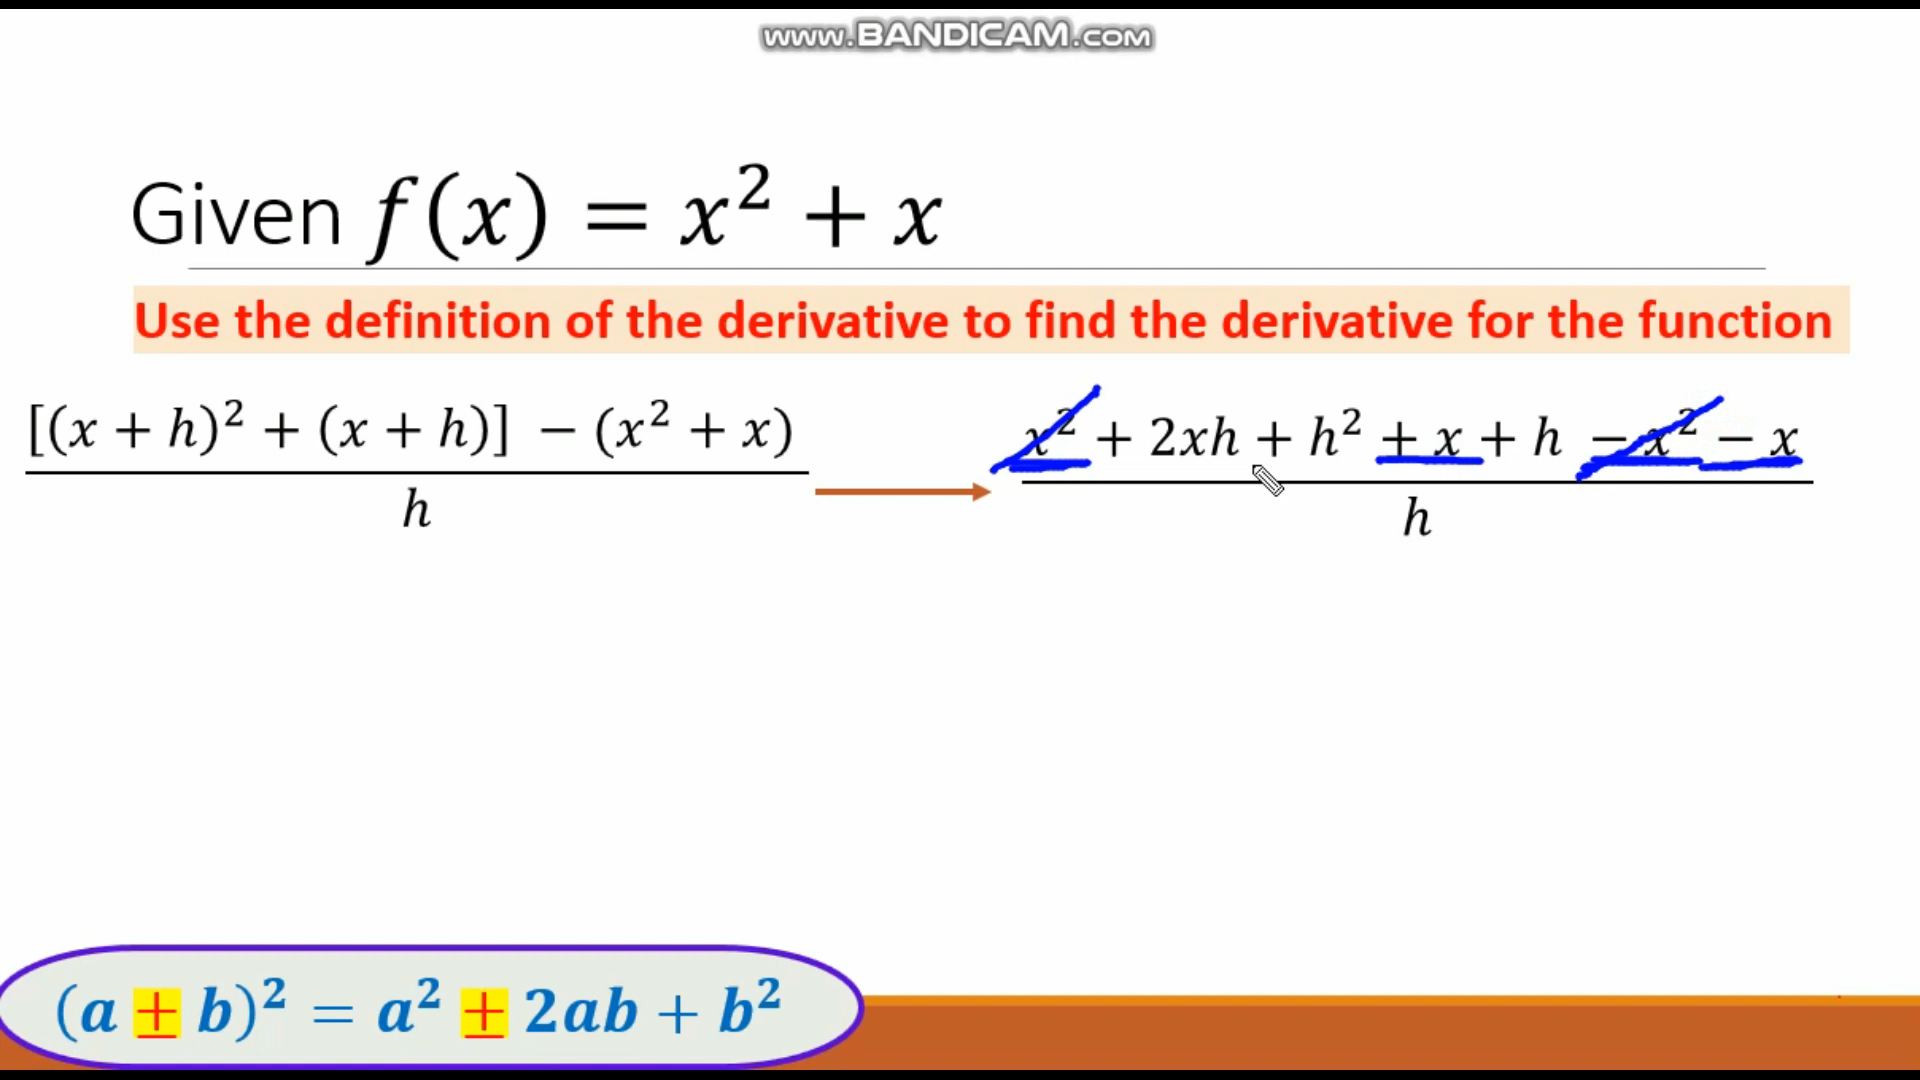 www.BANDICAM.com
Given f(x) = x² + x
Use the definition of the derivative to find the derivative for the function
[(x + h)² + (x + h)] − (x² + x)
h
x² + 2xh + h² + x + h − x² − x
h
(a ± b)² = a² ± 2ab + b²